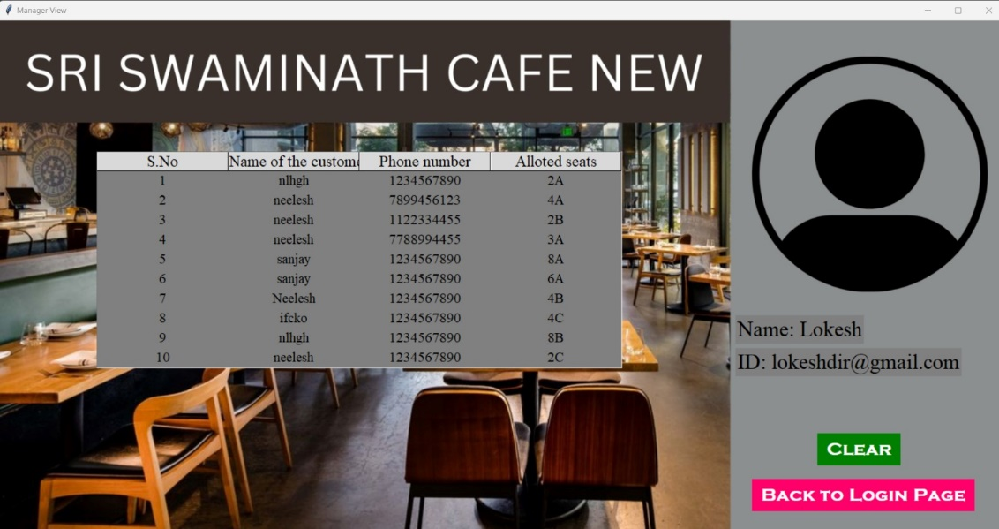 Manager View
SRI SWAMINATH CAFE NEW
S.No Name of the custome Phone number Alloted seats
1 nlhgh 1234567890 2A
2 neelesh 7899456123 4A
3 neelesh 1122334455 2B
4 neelesh 7788994455 3A
5 sanjay 1234567890 8A
6 sanjay 1234567890 6A
7 Neelesh 1234567890 4B
8 ifcko 1234567890 4C
9 nlhgh 1234567890 8B
10 neelesh 1234567890 2C
Name: Lokesh
ID: lokeshdir@gmail.com
CLEAR
BACK TO LOGIN PAGE